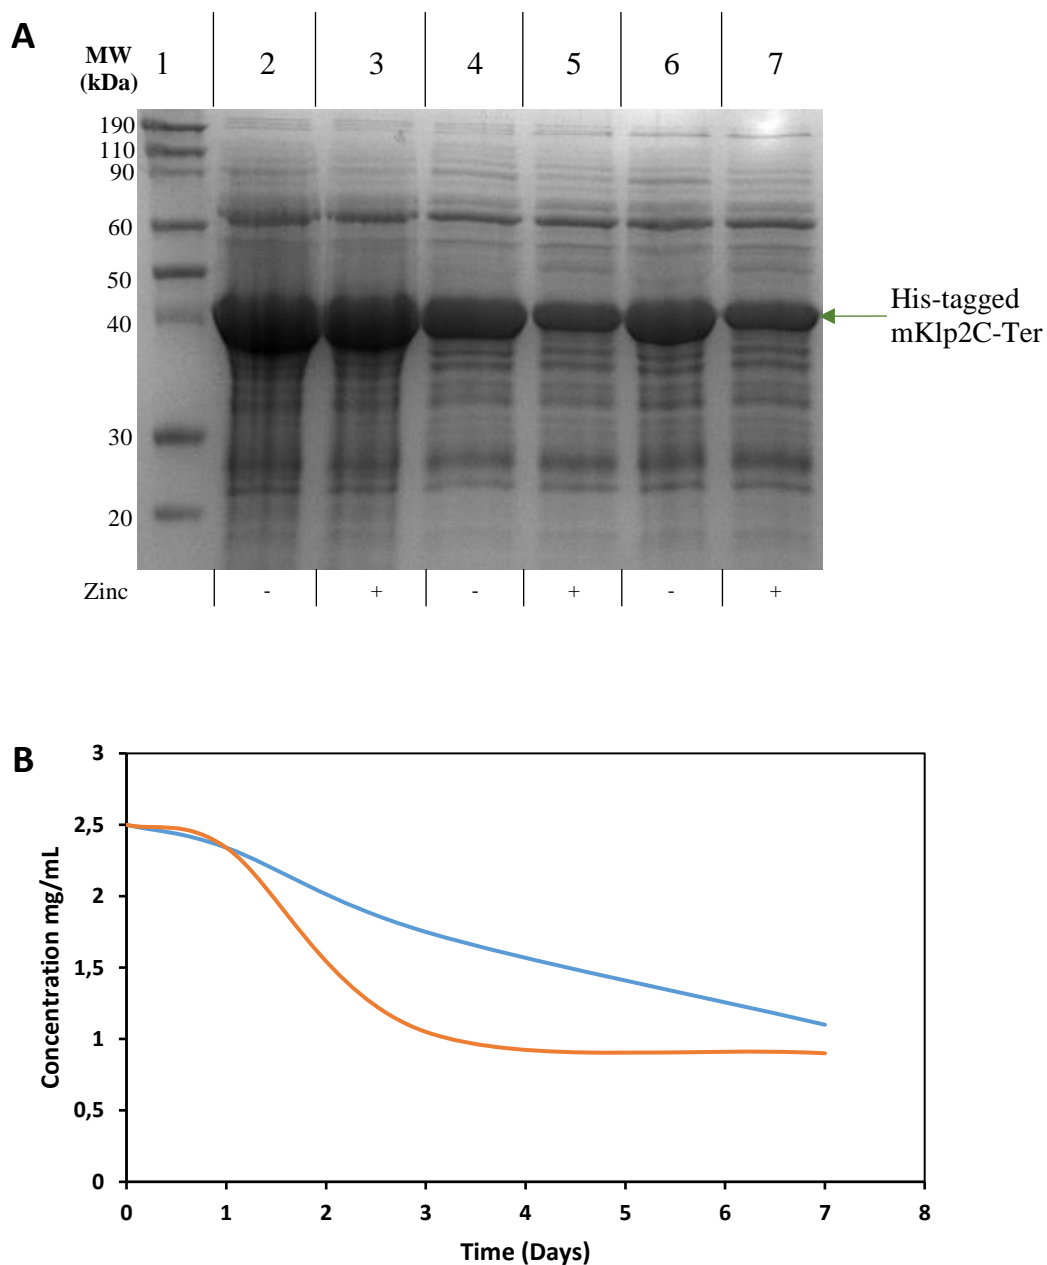 A
MW
(kDa)
1 2 3 4 5 6 7
190
110
90
60
50
40
30
20
His-tagged
mKlp2C-Ter
Zinc - + - + - +
B
Concentration mg/mL
3
2,5
2
1,5
1
0,5
0
0 1 2 3 4 5 6 7 8
Time (Days)